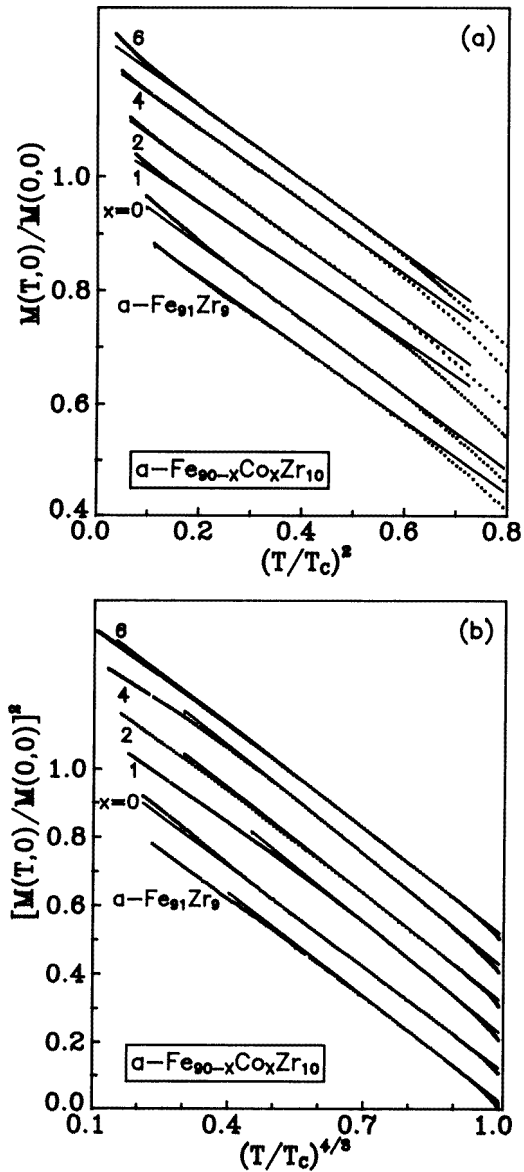 (a)
6
4
2
1
x=0
a-Fe₉₁Zr₉
a-Fe₉₀₋ₓCoₓZr₁₀
M(T,0)/M(0,0)
1.0
0.8
0.6
0.4
0.0 0.2 0.4 0.6 0.8
(T/T_C)²
(b)
6
4
2
1
x=0
a-Fe₉₁Zr₉
a-Fe₉₀₋ₓCoₓZr₁₀
[M(T,0)/M(0,0)]²
1.0
0.8
0.6
0.4
0.2
0.0
0.1 0.4 0.7 1.0
(T/T_C)^4/3